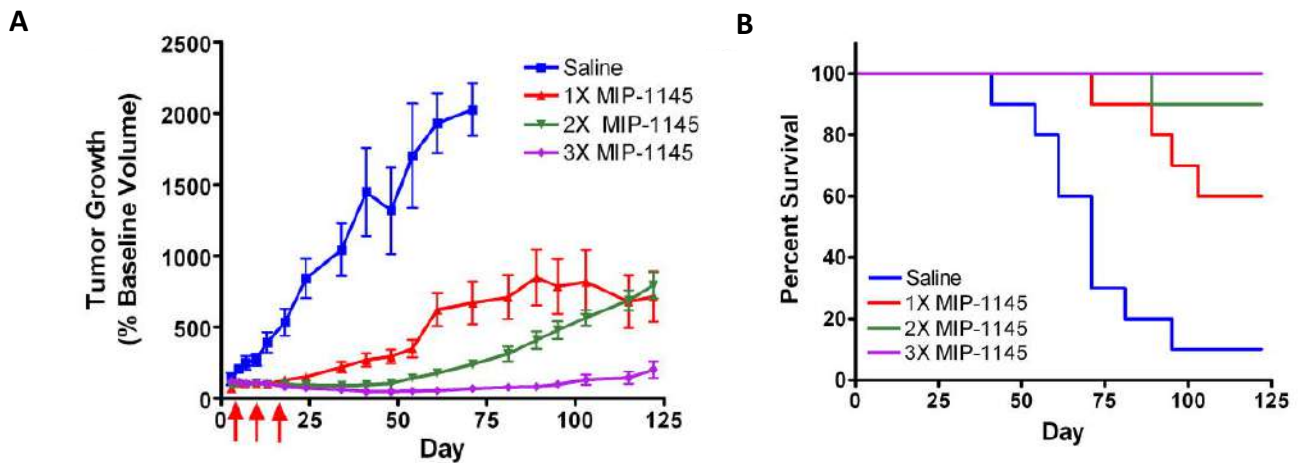 A
Tumor Growth
(% Baseline Volume)
2500
2000
1500
1000
500
0
Saline
1X MIP-1145
2X MIP-1145
3X MIP-1145
0
25
50
75
100
125
Day
B
Percent Survival
100
80
60
40
20
0
Saline
1X MIP-1145
2X MIP-1145
3X MIP-1145
0
25
50
75
100
125
Day